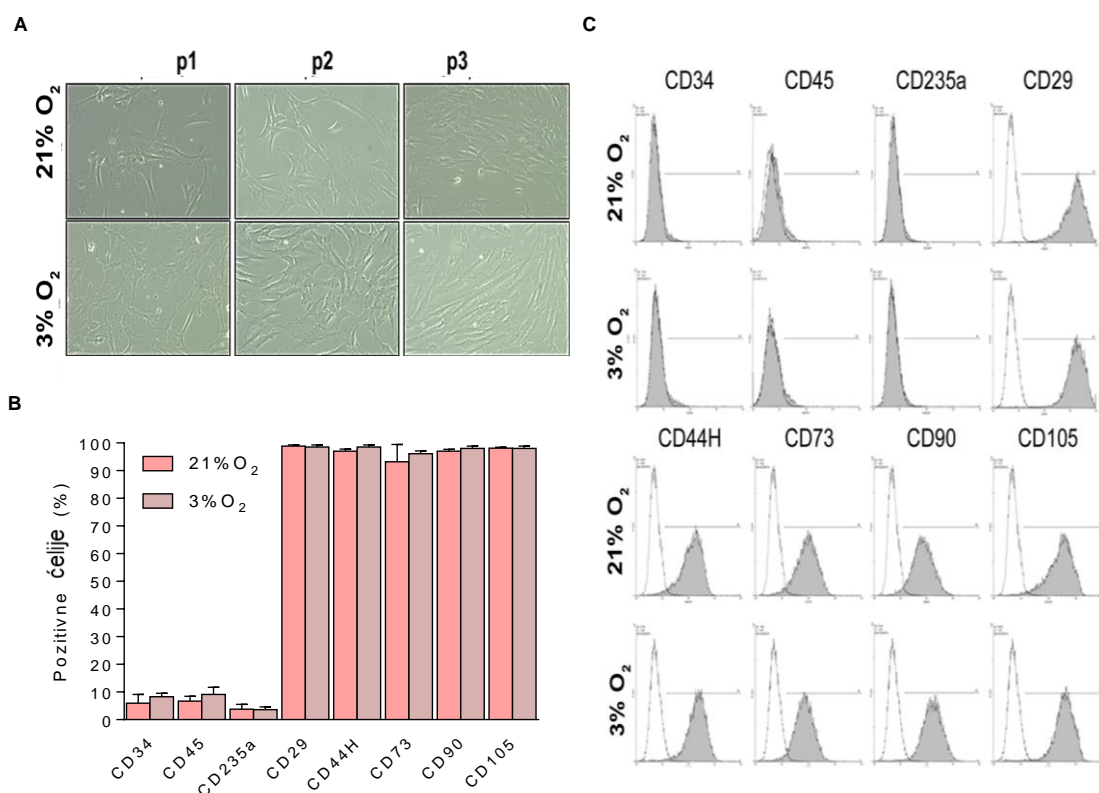 A
p1 p2 p3
21% O2
3% O2
B
100
90
80
70
60
50
40
30
20
10
0
Pozitivne ćelije (%)
21%O2
3%O2
CD34
CD45
CD235a
CD29
CD44H
CD73
CD90
CD105
C
CD34 CD45 CD235a CD29
21% O2
3% O2
CD44H CD73 CD90 CD105
21% O2
3% O2